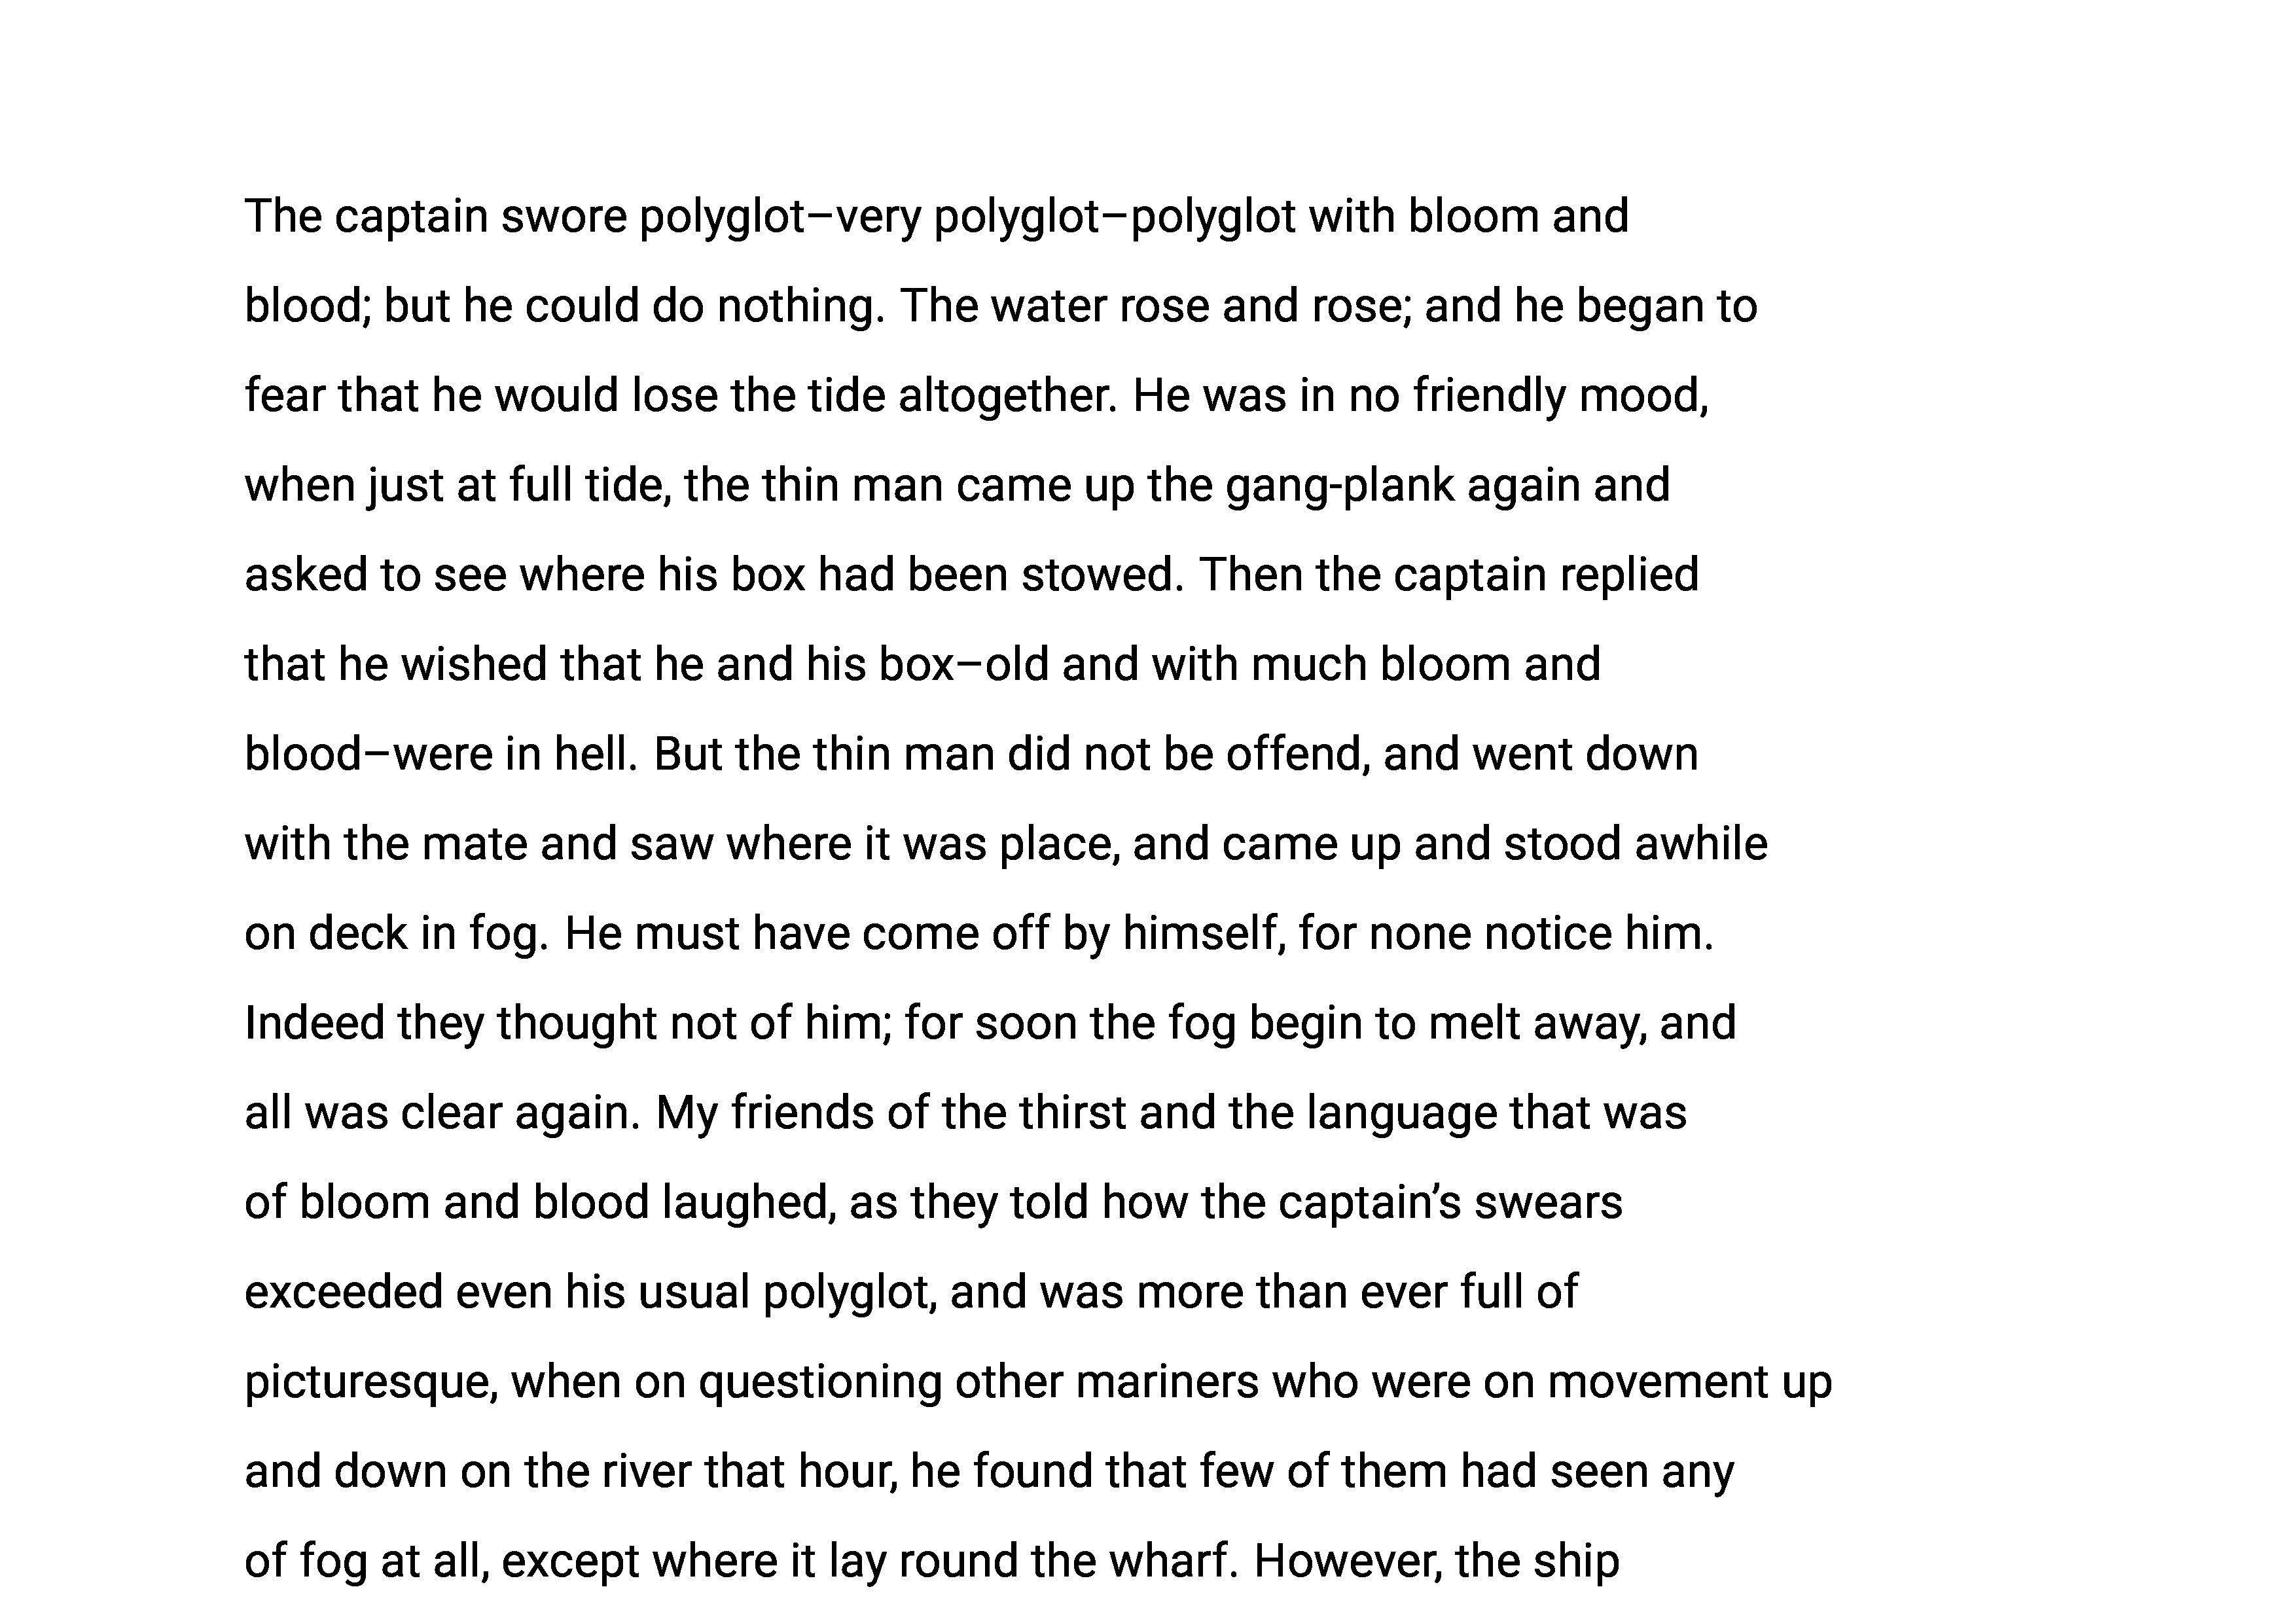 The captain swore polyglot–very polyglot–polyglot with bloom and
blood; but he could do nothing. The water rose and rose; and he began to
fear that he would lose the tide altogether. He was in no friendly mood,
when just at full tide, the thin man came up the gang-plank again and
asked to see where his box had been stowed. Then the captain replied
that he wished that he and his box–old and with much bloom and
blood–were in hell. But the thin man did not be offend, and went down
with the mate and saw where it was place, and came up and stood awhile
on deck in fog. He must have come off by himself, for none notice him.
Indeed they thought not of him; for soon the fog begin to melt away, and
all was clear again. My friends of the thirst and the language that was
of bloom and blood laughed, as they told how the captain’s swears
exceeded even his usual polyglot, and was more than ever full of
picturesque, when on questioning other mariners who were on movement up
and down on the river that hour, he found that few of them had seen any
of fog at all, except where it lay round the wharf. However, the ship